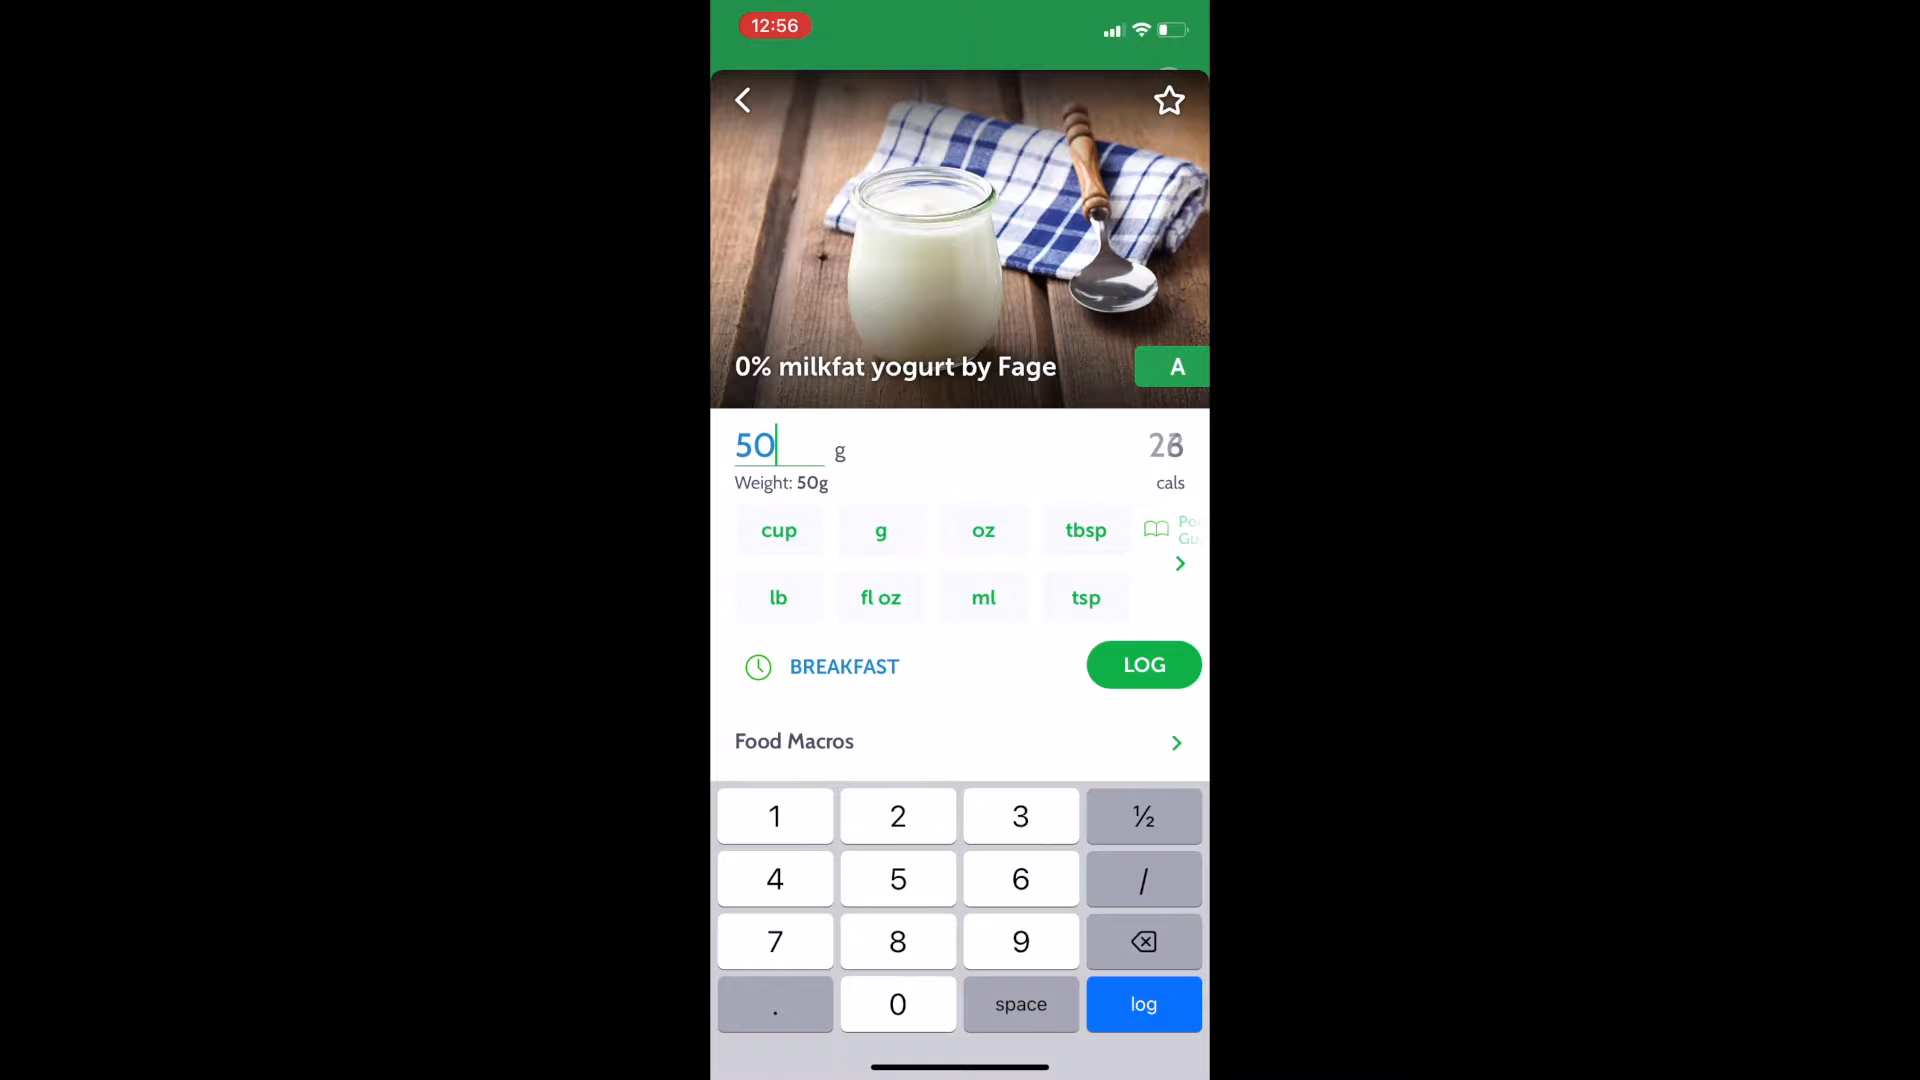 12:56
0% milkfat yogurt by Fage
A
50 g
Weight: 50g
cals
cup g oz tbsp
lb fl oz ml tsp
BREAKFAST
LOG
Food Macros
1 2 3 ½
4 5 6 /
7 8 9
. 0 space log